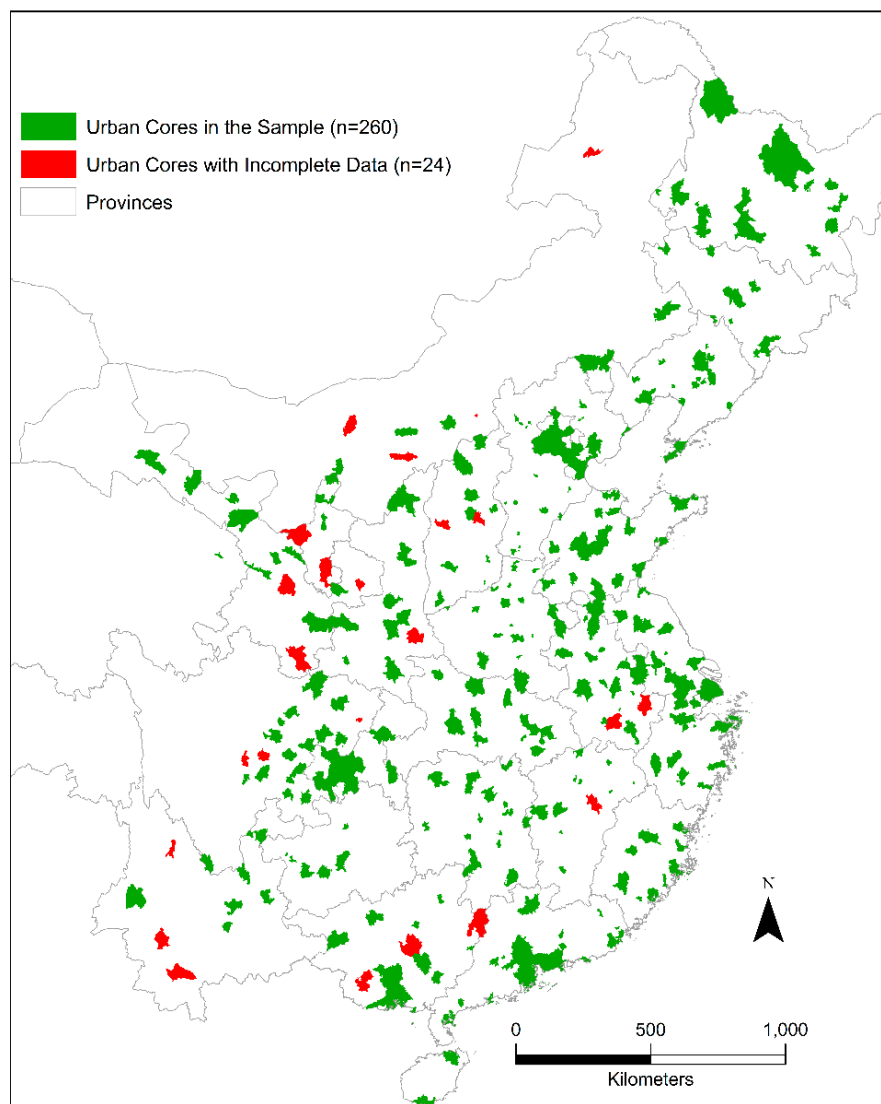 Urban Cores in the Sample (n=260)
Urban Cores with Incomplete Data (n=24)
Provinces
N
0 500 1,000
Kilometers